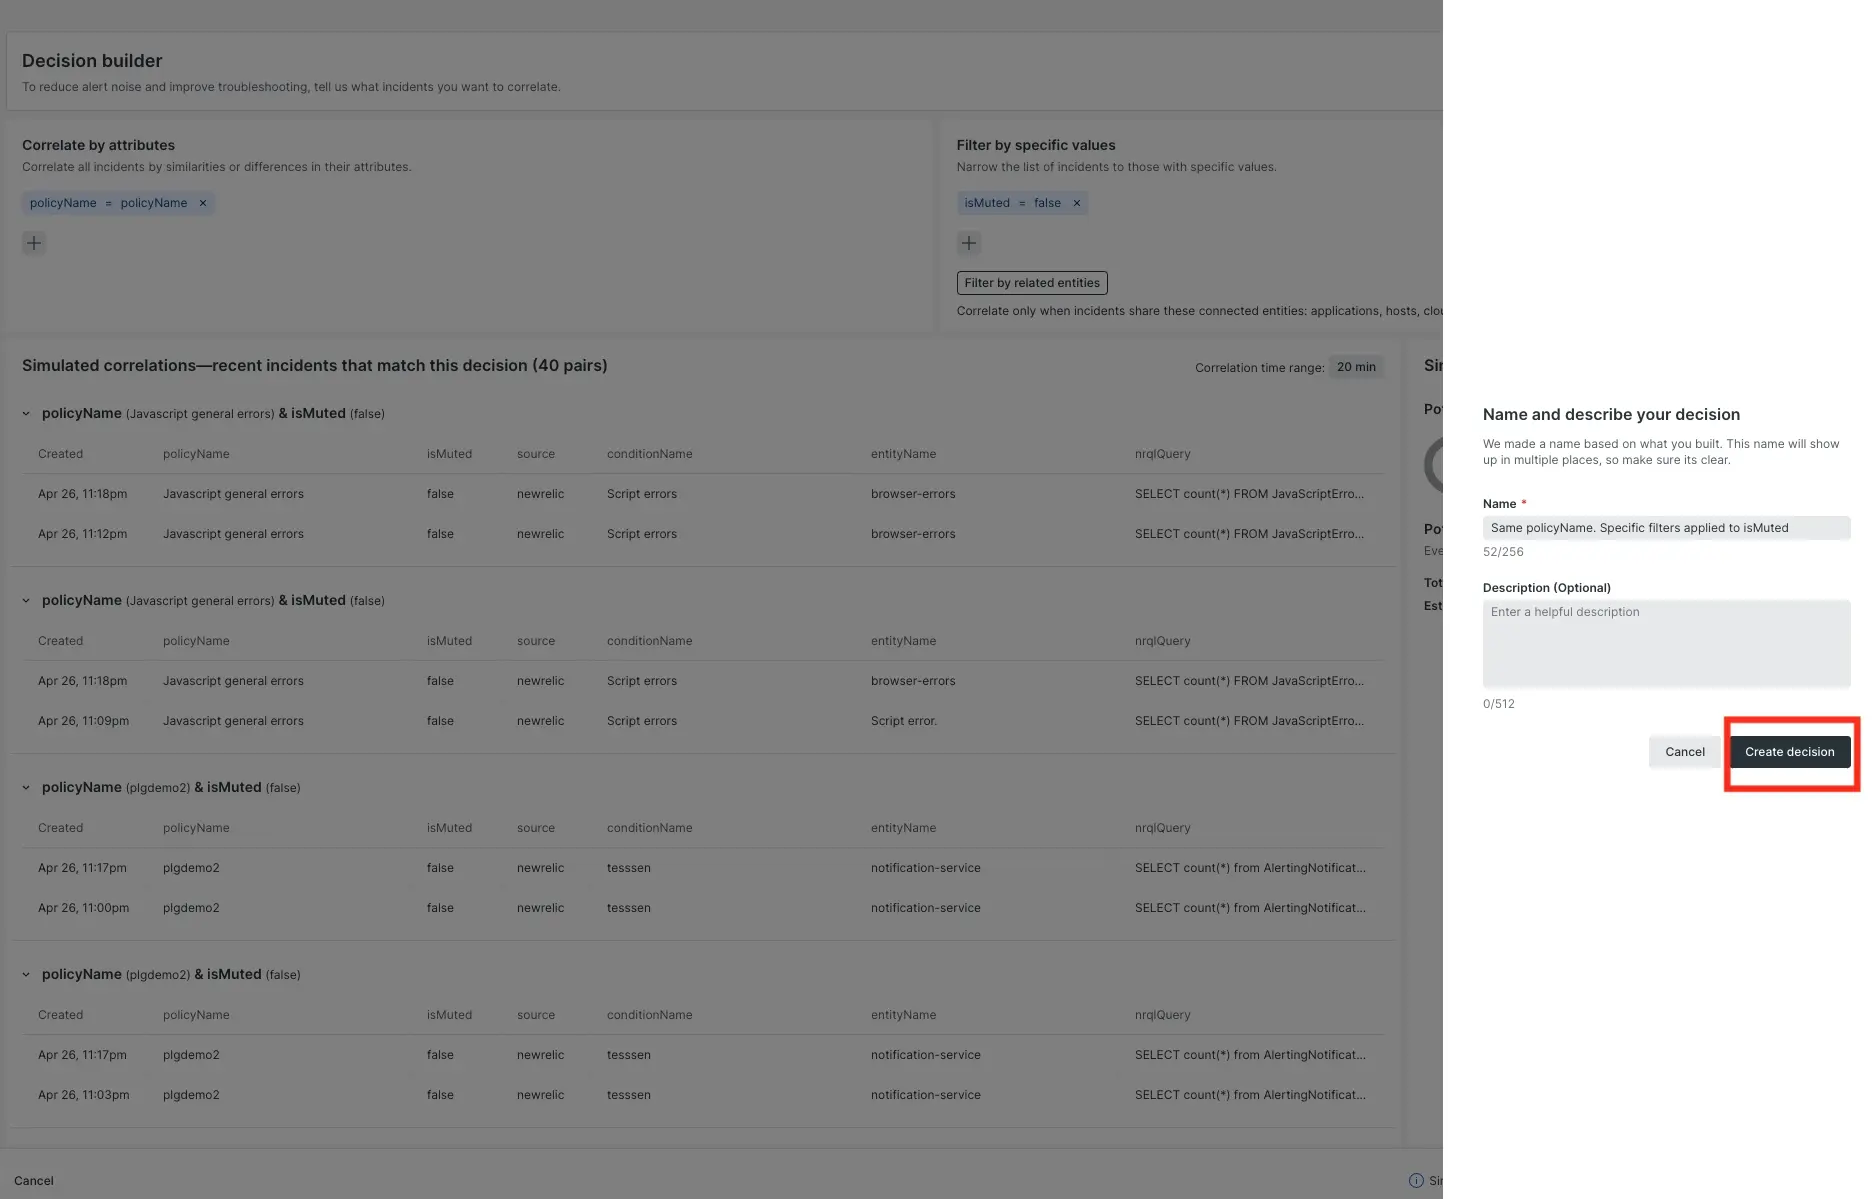 Decision builder
To reduce alert noise and improve troubleshooting, tell us what incidents you want to correlate.
Correlate by attributes
Correlate all incidents by similarities or differences in their attributes.
policyName = policyName ×
+
Filter by specific values
Narrow the list of incidents to those with specific values.
isMuted = false ×
+
Filter by related entities
Correlate only when incidents share these connected entities: applications, hosts, clou
Simulated correlations—recent incidents that match this decision (40 pairs)
Correlation time range: 20 min
policyName (Javascript general errors) & isMuted (false)
Created policyName isMuted source conditionName entityName nrqlQuery
Apr 26, 11:18pm Javascript general errors false newrelic Script errors browser-errors SELECT count(*) FROM JavaScriptErro...
Apr 26, 11:12pm Javascript general errors false newrelic Script errors browser-errors SELECT count(*) FROM JavaScriptErro...
policyName (Javascript general errors) & isMuted (false)
Created policyName isMuted source conditionName entityName nrqlQuery
Apr 26, 11:18pm Javascript general errors false newrelic Script errors browser-errors SELECT count(*) FROM JavaScriptErro...
Apr 26, 11:09pm Javascript general errors false newrelic Script errors Script error. SELECT count(*) FROM JavaScriptErro...
policyName (plgdemo2) & isMuted (false)
Created policyName isMuted source conditionName entityName nrqlQuery
Apr 26, 11:17pm plgdemo2 false newrelic tesssen notification-service SELECT count(*) from AlertingNotificat...
Apr 26, 11:00pm plgdemo2 false newrelic tesssen notification-service SELECT count(*) from AlertingNotificat...
policyName (plgdemo2) & isMuted (false)
Created policyName isMuted source conditionName entityName nrqlQuery
Apr 26, 11:17pm plgdemo2 false newrelic tesssen notification-service SELECT count(*) from AlertingNotificat...
Apr 26, 11:03pm plgdemo2 false newrelic tesssen notification-service SELECT count(*) from AlertingNotificat...
Cancel
Sir
Pot
Pot
Eve
Tot
Est
Sir
Name and describe your decision
We made a name based on what you built. This name will show
up in multiple places, so make sure its clear.
Name *
Same policyName. Specific filters applied to isMuted
52/256
Description (Optional)
Enter a helpful description
0/512
Cancel
Create decision